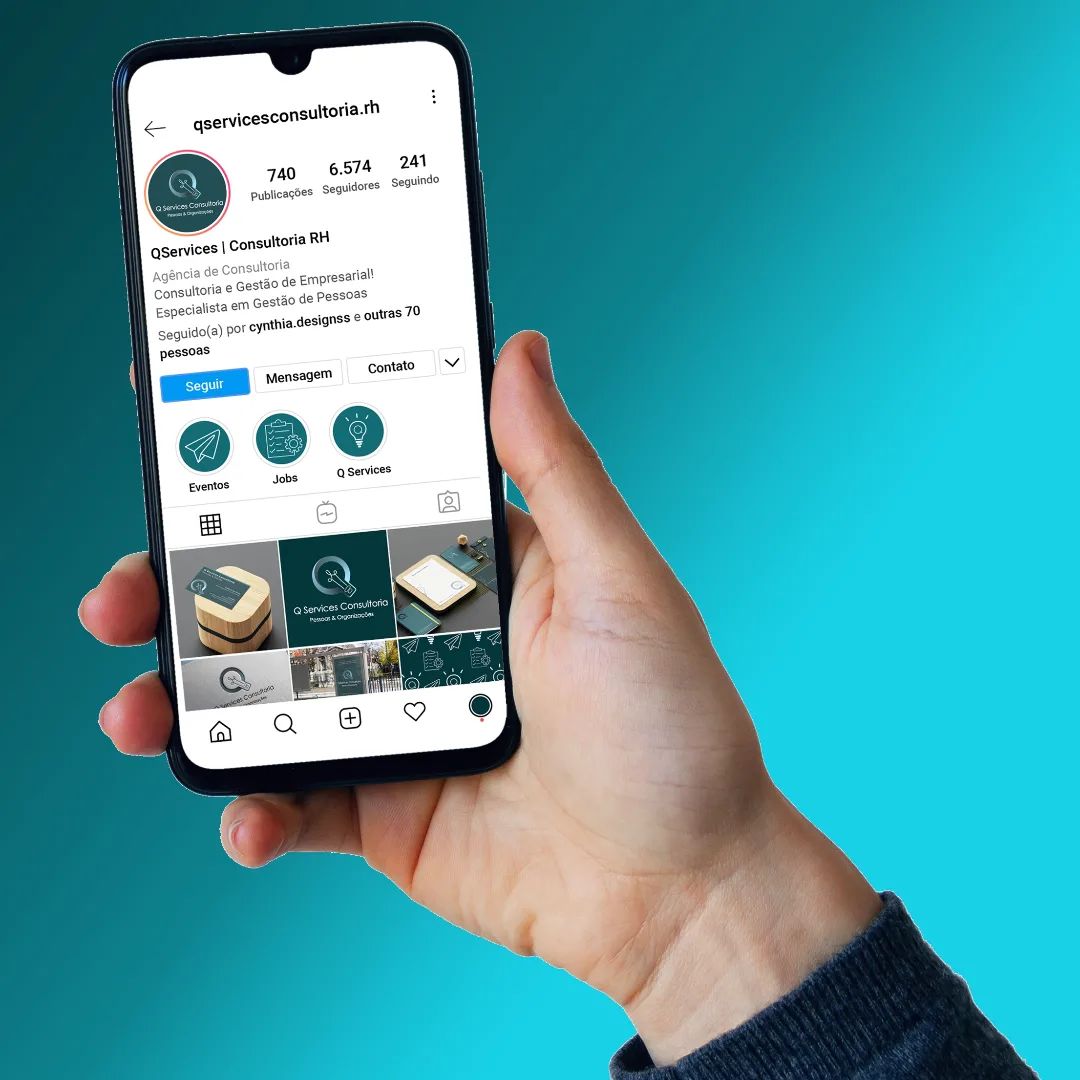 qservicesconsultoria.rh
Q Services Consultoria
Pessoas & Organizações
740
Publicações
6.574
Seguidores
241
Seguindo
QServices | Consultoria RH
Agência de Consultoria
Consultoria e Gestão de Empresarial!
Especialista em Gestão de Pessoas
Seguido(a) por cynthia.designss e outras 70
pessoas
Seguir
Mensagem
Contato
Eventos
Jobs
Q Services
Q Services Consultoria
Pessoas & Organizações
Q Services Consultoria